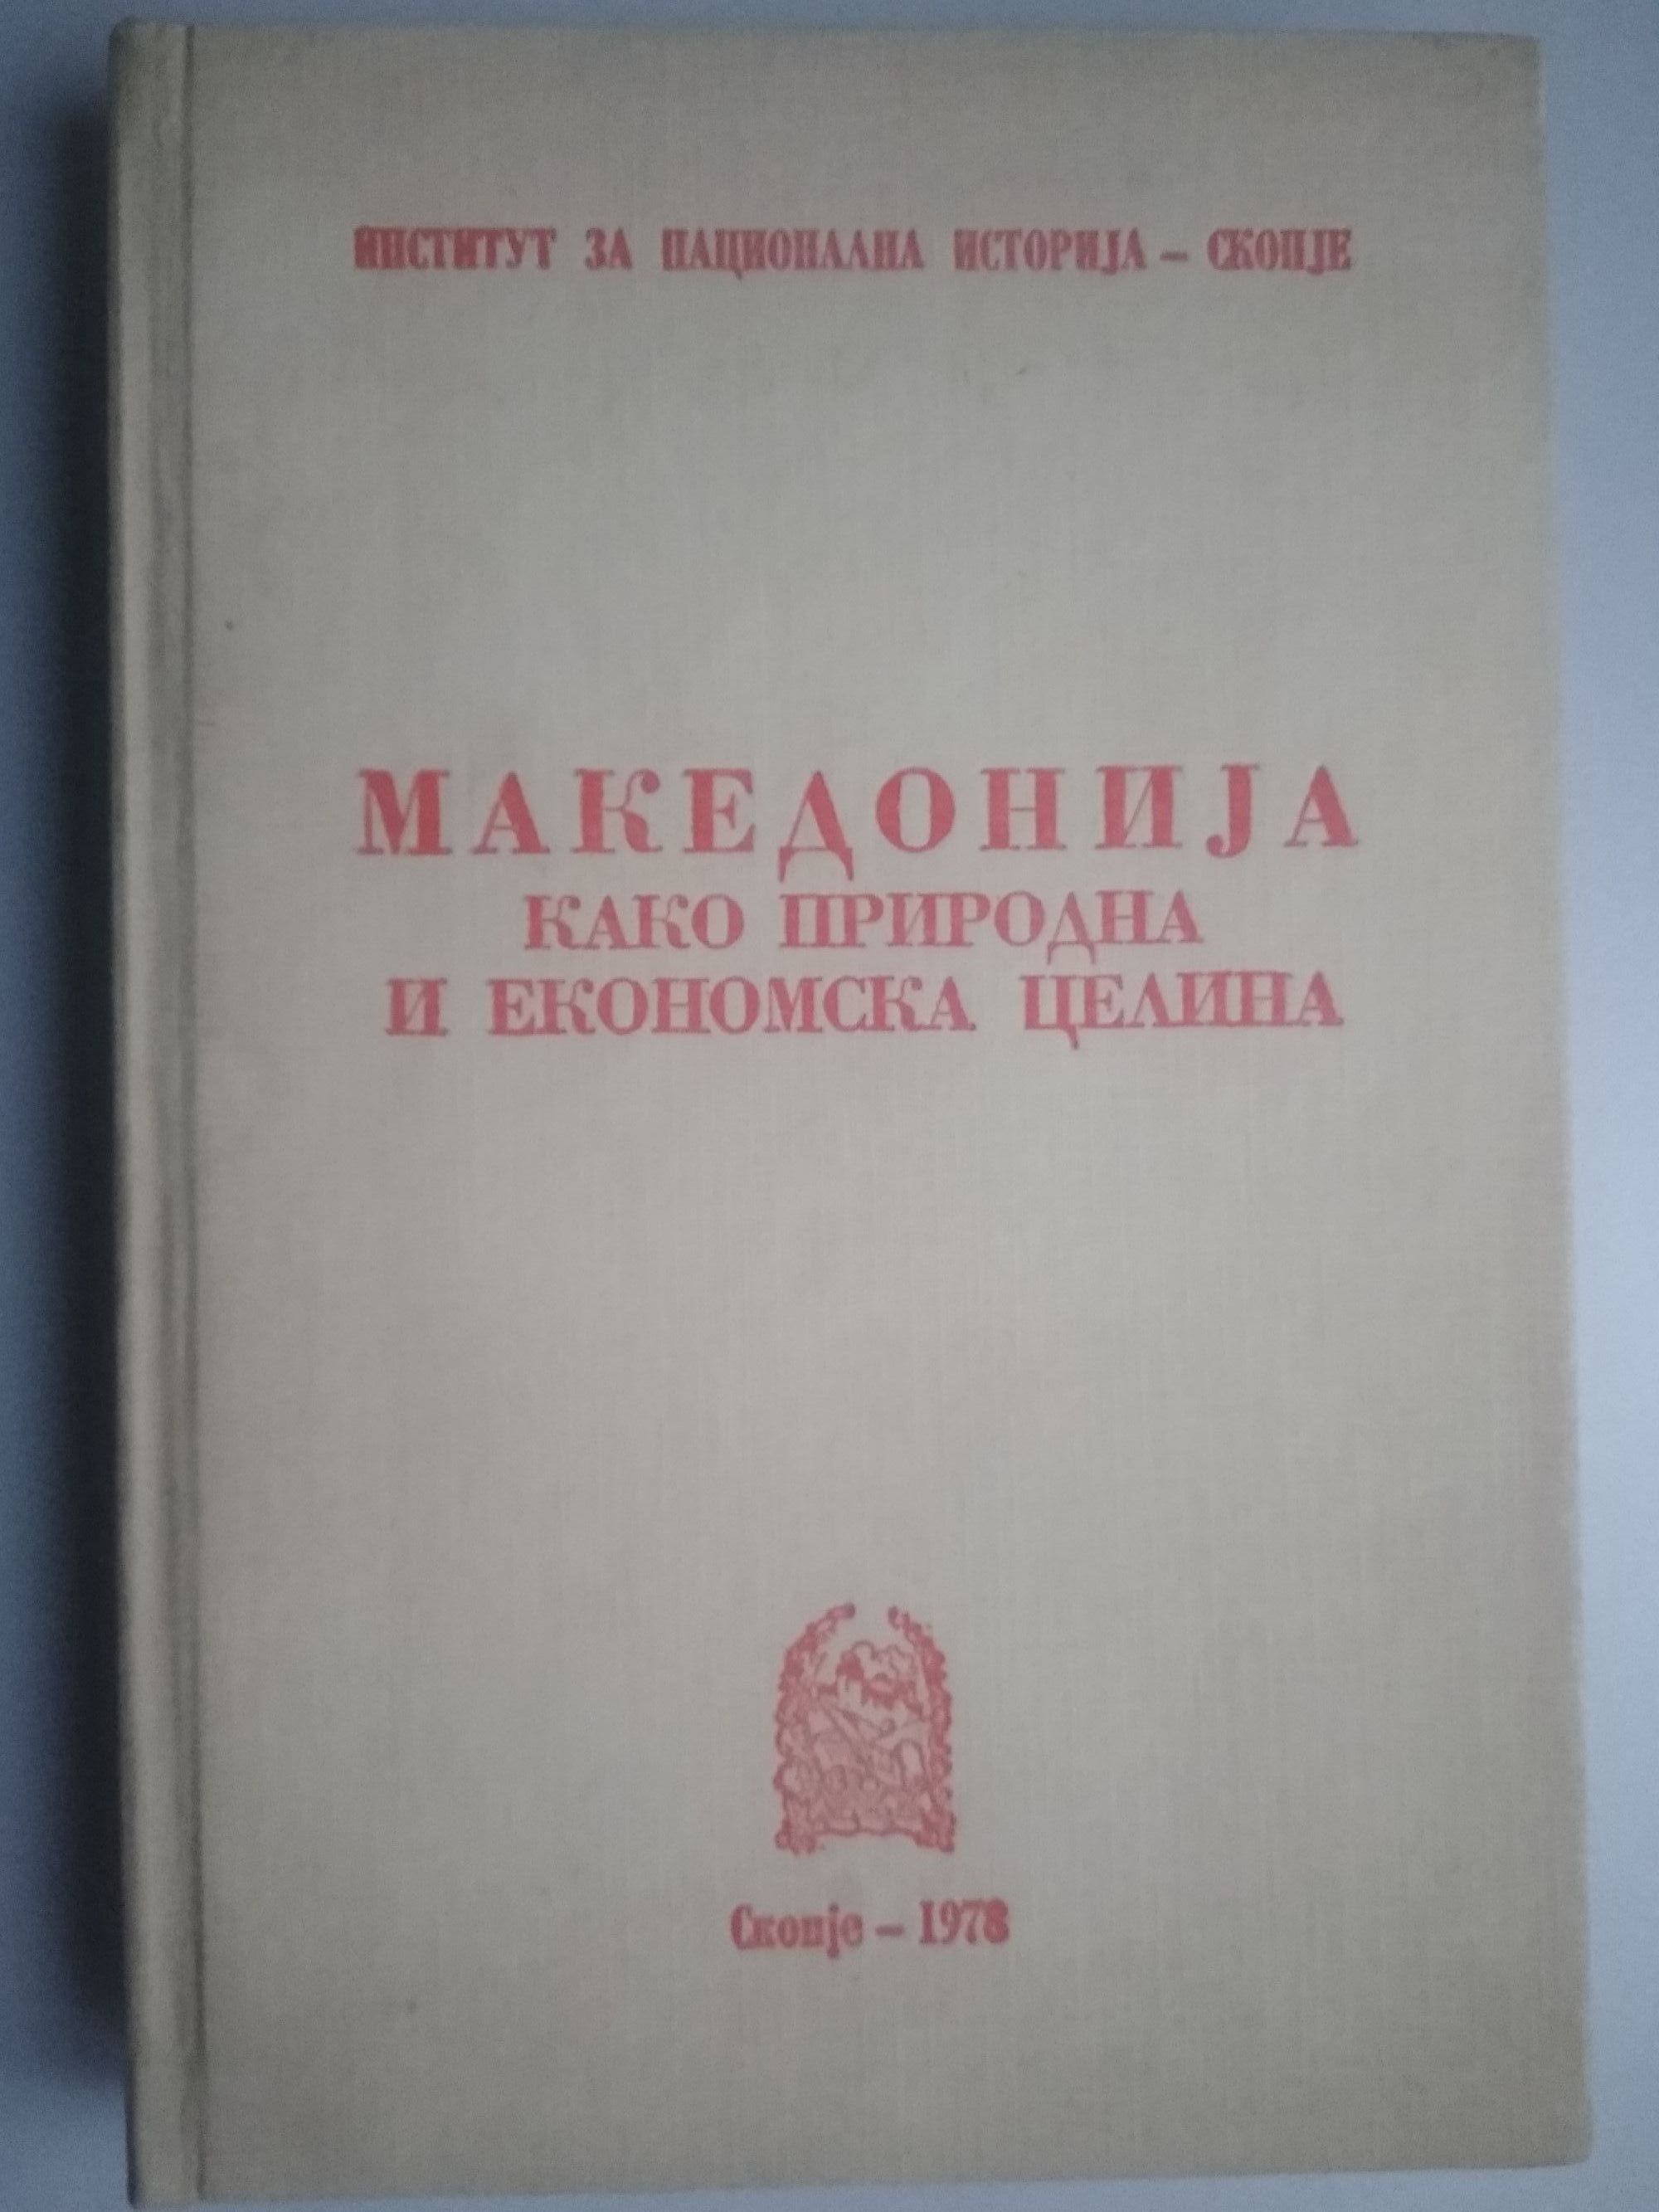 ИНСТИТУТ ЗА НАЦИОНАЛНА ИСТОРИЈА – СКОПЈЕ
МАКЕДОНИЈА
КАКО ПРИРОДНА
И ЕКОНОМСКА ЦЕЛИНА
Скопје – 1978